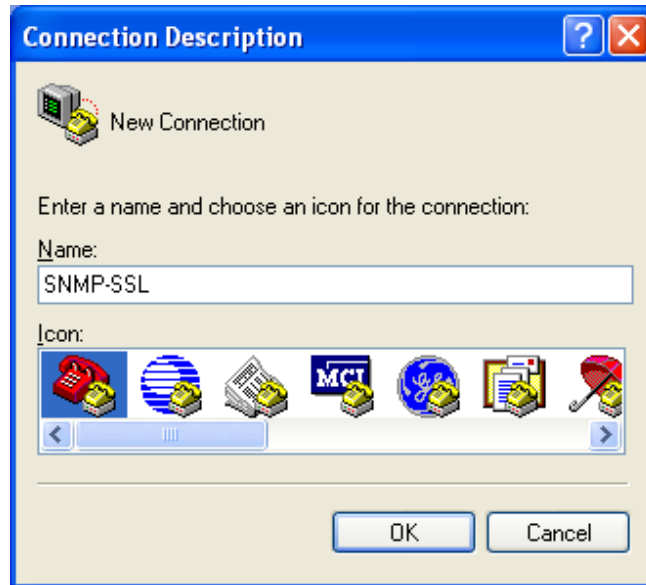 Connection Description
New Connection
Enter a name and choose an icon for the connection:
Name:
SNMP-SSL
Icon:
MCI
OK Cancel